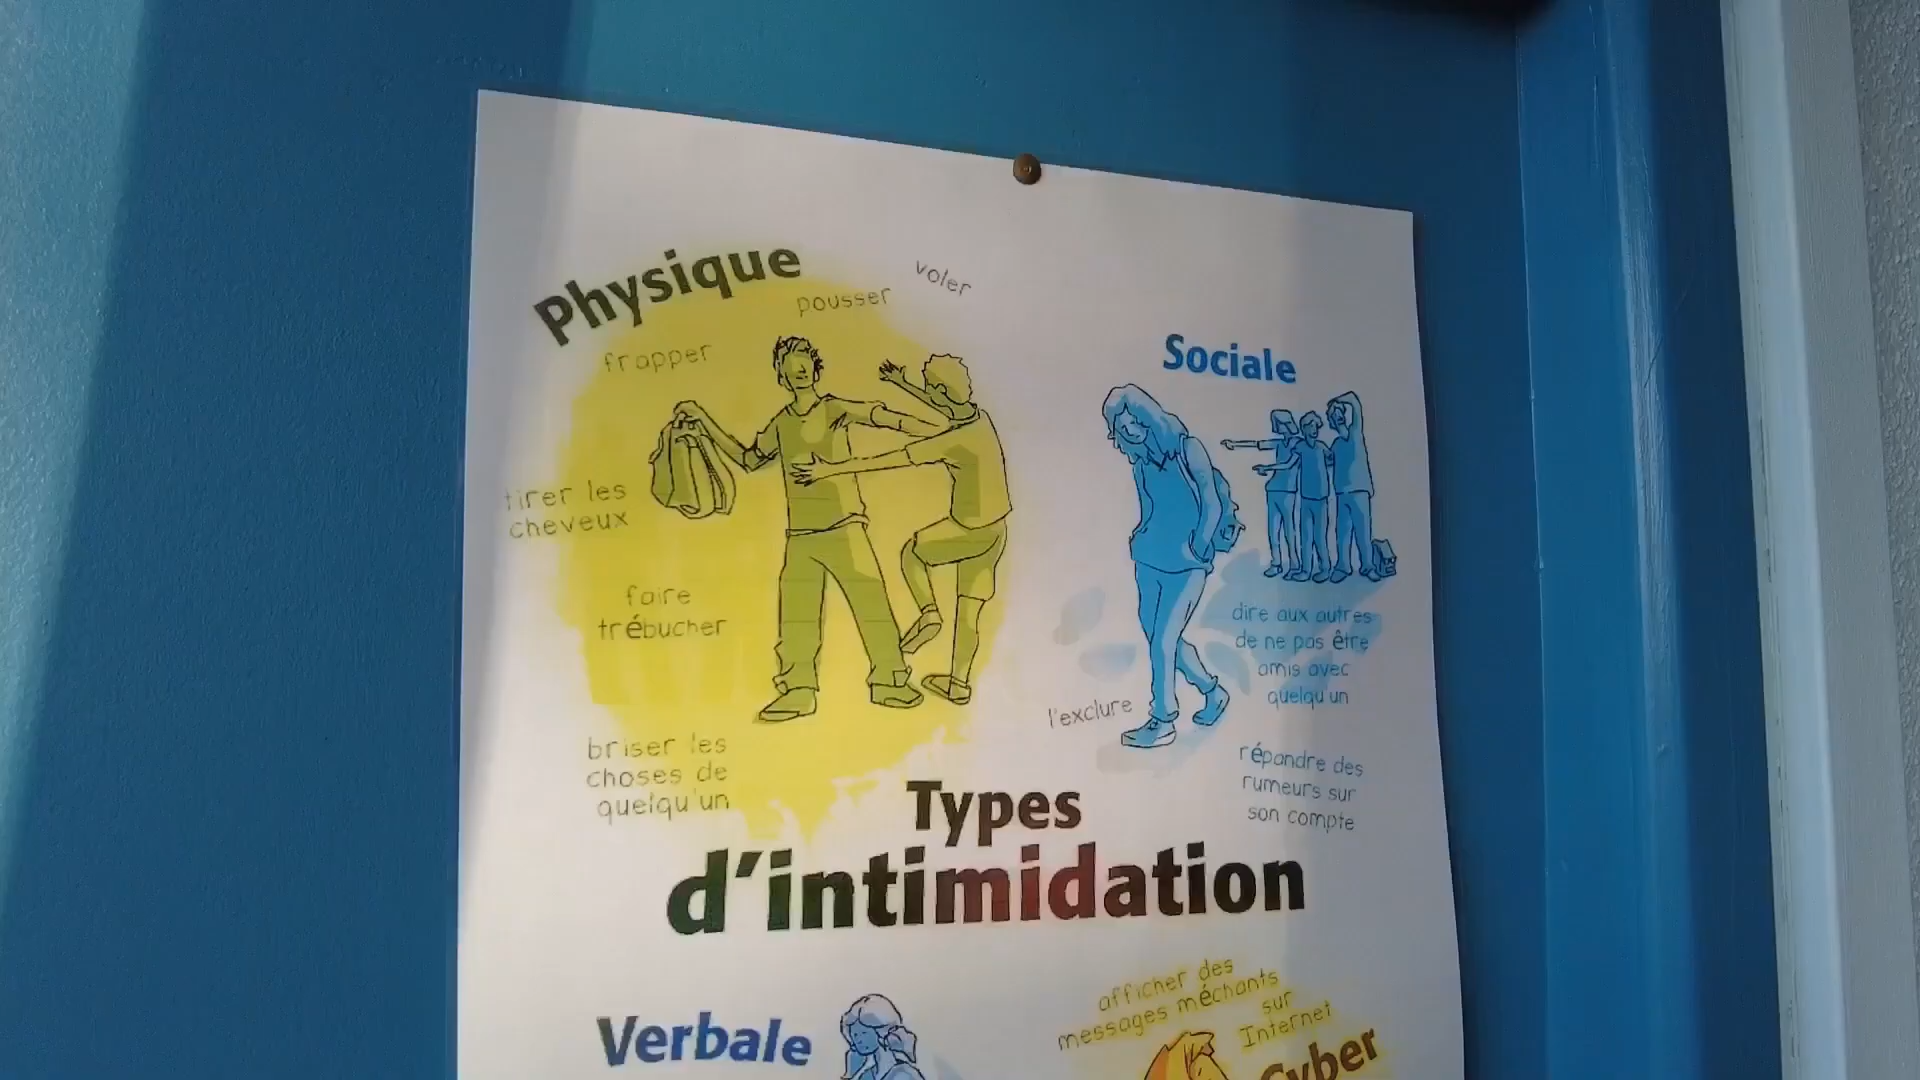 Physique
voler
pousser
frapper
tirer les
cheveux
faire
trébucher
briser les
choses de
quelqu'un
Sociale
dire aux autres
de ne pas être
amis avec
quelqu'un
l'exclure
répandre des
rumeurs sur
son compte
Types
d'intimidation
Verbale
afficher des
messages méchants
sur
Internet
Cyber